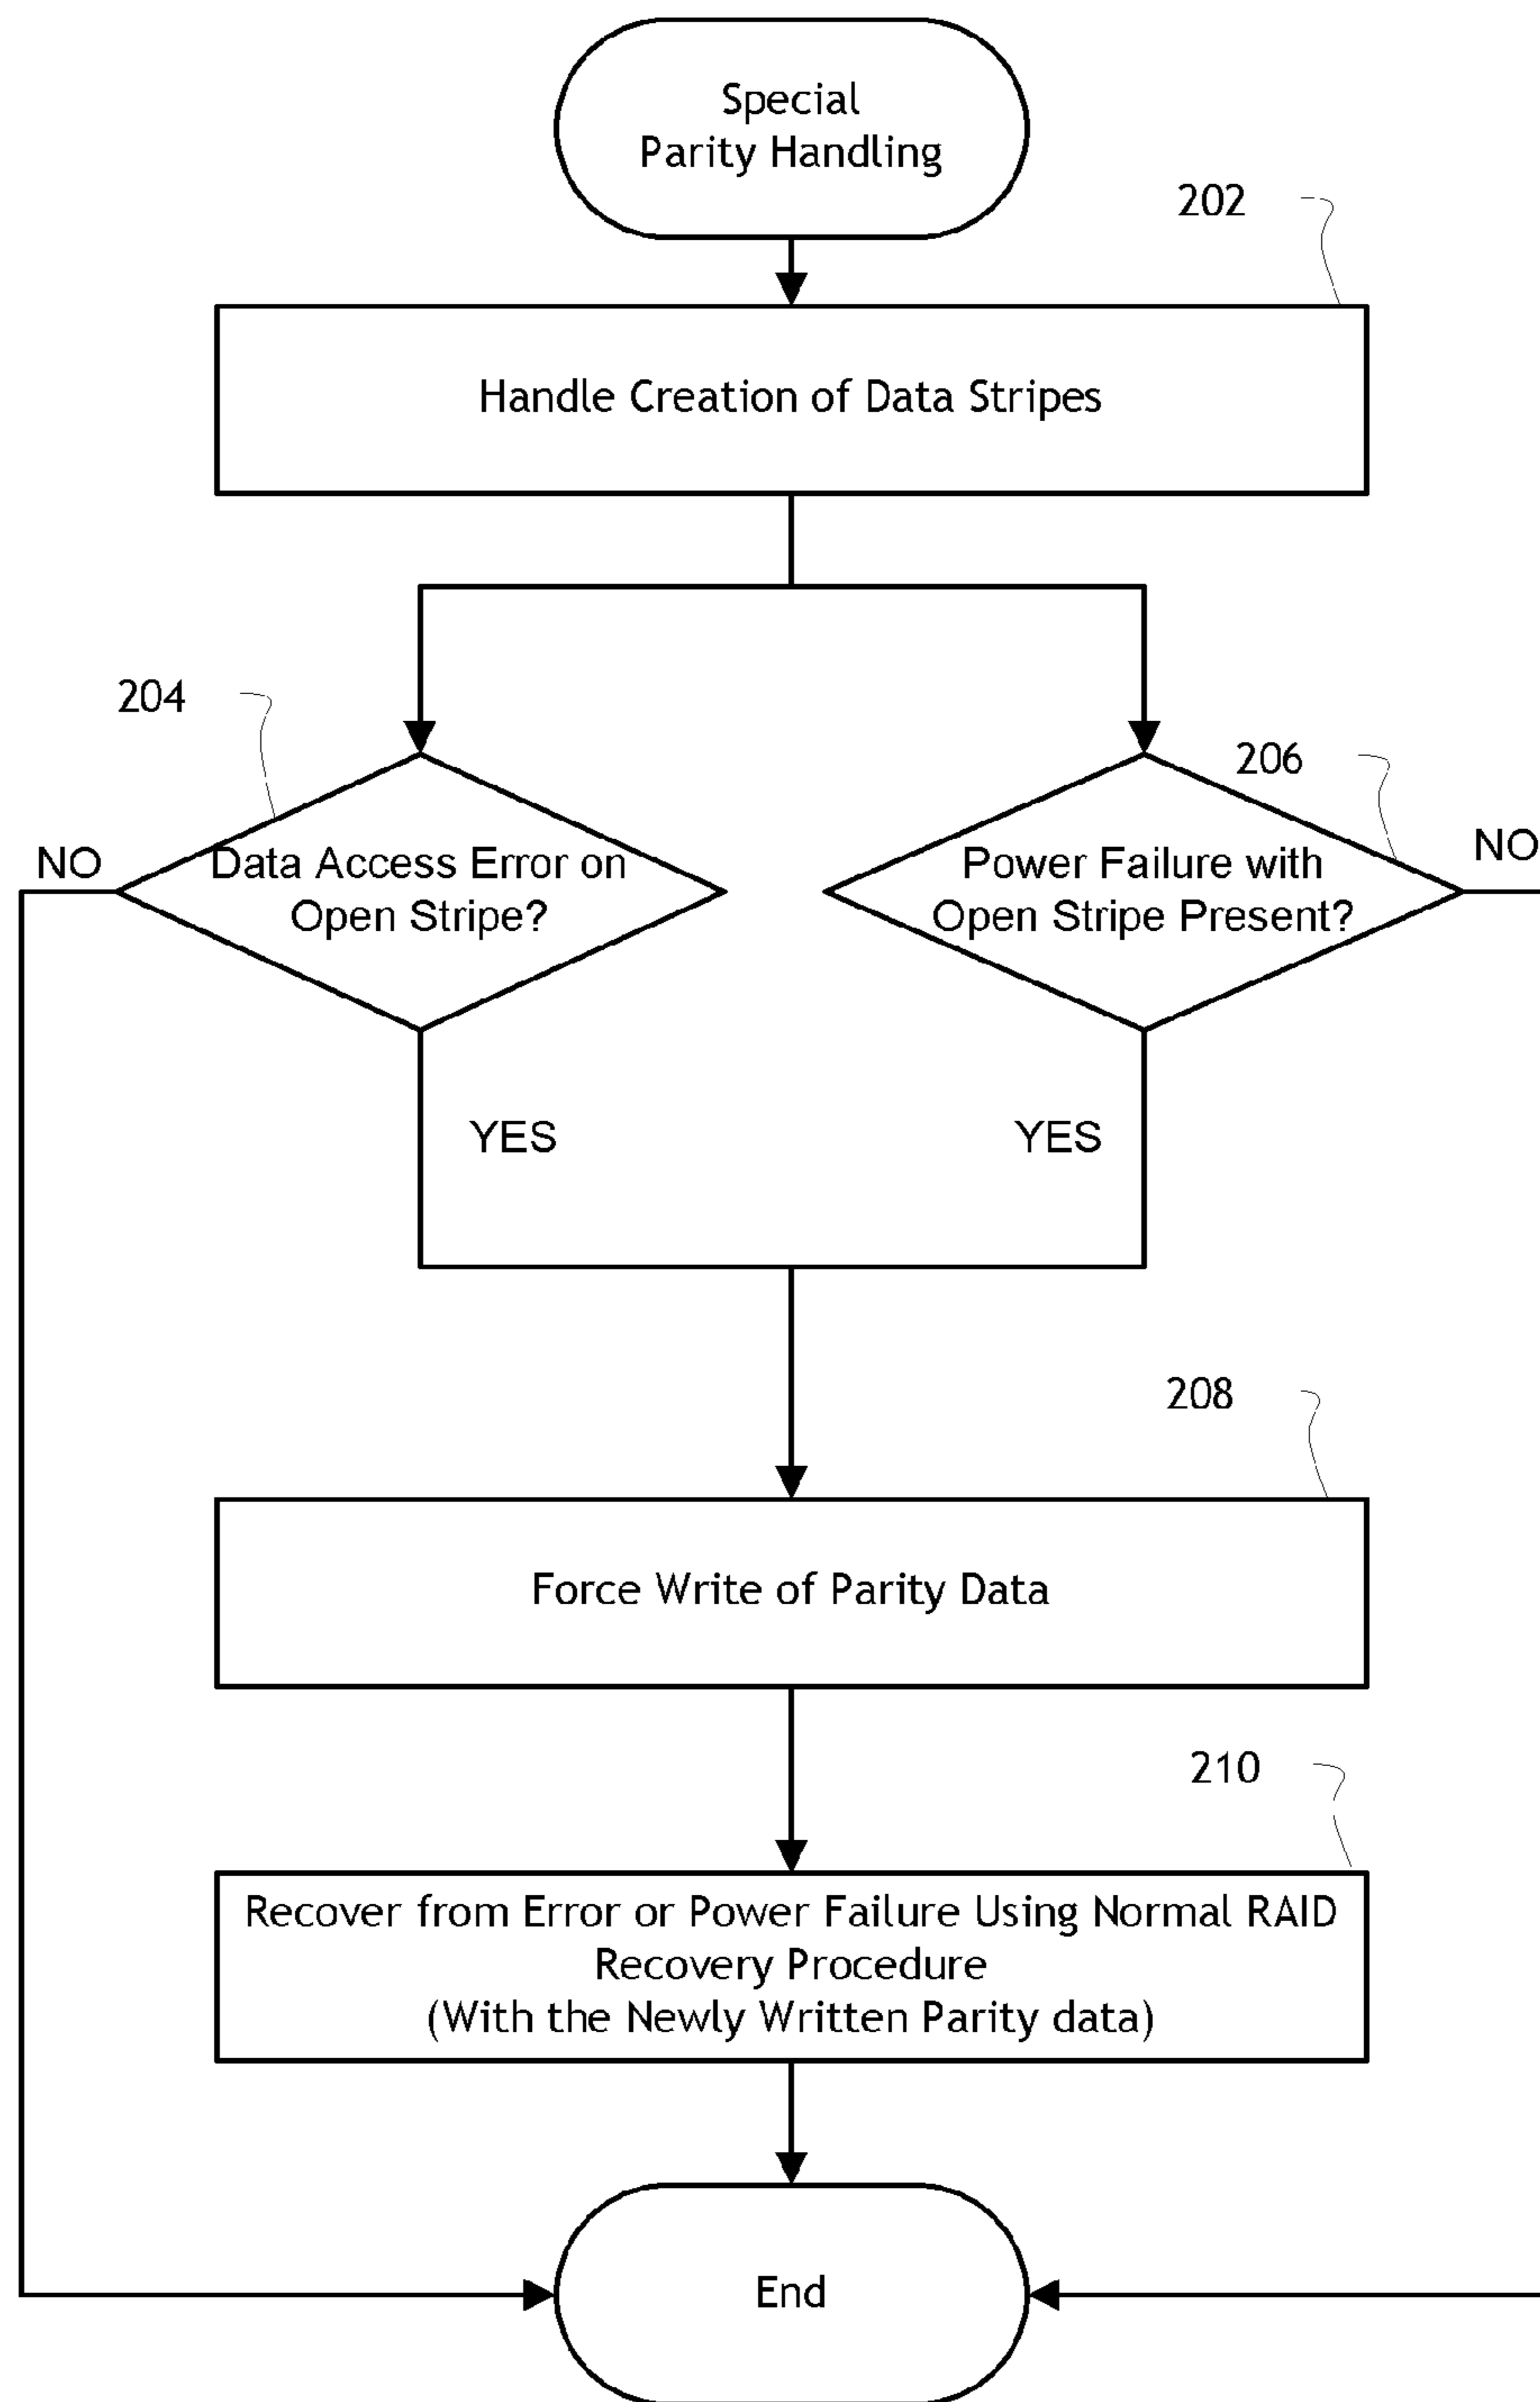 Special
Parity Handling
202
Handle Creation of Data Stripes
204
206
NO
Data Access Error on
Open Stripe?
Power Failure with
Open Stripe Present?
NO
YES
YES
208
Force Write of Parity Data
210
Recover from Error or Power Failure Using Normal RAID
Recovery Procedure
(With the Newly Written Parity data)
End